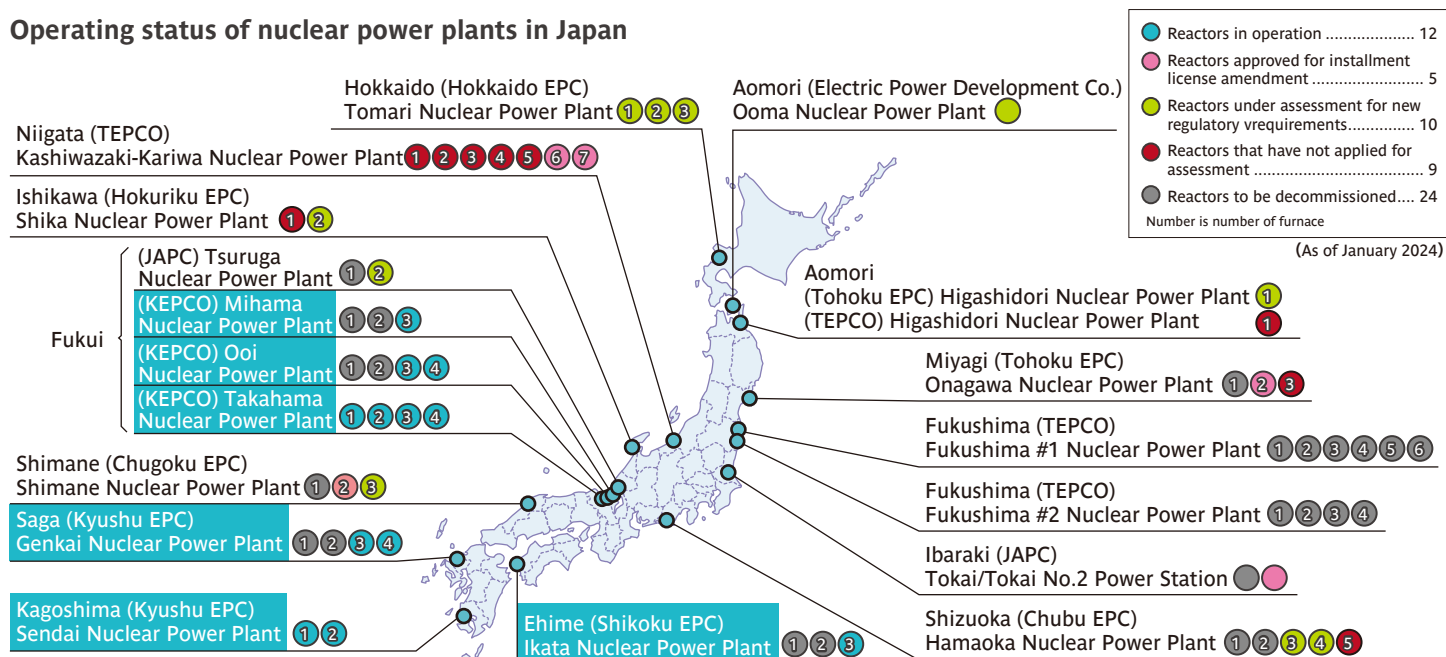 Operating status of nuclear power plants in Japan
Reactors in operation .................... 12
Reactors approved for installment
license amendment ........................ 5
Reactors under assessment for new
regulatory vrequirements............... 10
Reactors that have not applied for
assessment .................................... 9
Reactors to be decommissioned.... 24
Number is number of furnace
(As of January 2024)
Hokkaido (Hokkaido EPC)
Tomari Nuclear Power Plant 1 2 3
Aomori (Electric Power Development Co.)
Ooma Nuclear Power Plant
Niigata (TEPCO)
Kashiwazaki-Kariwa Nuclear Power Plant 1 2 3 4 5 6 7
Ishikawa (Hokuriku EPC)
Shika Nuclear Power Plant 1 2
Fukui
(JAPC) Tsuruga
Nuclear Power Plant 1 2
(KEPCO) Mihama
Nuclear Power Plant 1 2 3
(KEPCO) Ooi
Nuclear Power Plant 1 2 3 4
(KEPCO) Takahama
Nuclear Power Plant 1 2 3 4
Shimane (Chugoku EPC)
Shimane Nuclear Power Plant 1 2 3
Saga (Kyushu EPC)
Genkai Nuclear Power Plant 1 2 3 4
Kagoshima (Kyushu EPC)
Sendai Nuclear Power Plant 1 2
Ehime (Shikoku EPC)
Ikata Nuclear Power Plant 1 2 3
Aomori
(Tohoku EPC) Higashidori Nuclear Power Plant 1
(TEPCO) Higashidori Nuclear Power Plant 1
Miyagi (Tohoku EPC)
Onagawa Nuclear Power Plant 1 2 3
Fukushima (TEPCO)
Fukushima #1 Nuclear Power Plant 1 2 3 4 5 6
Fukushima (TEPCO)
Fukushima #2 Nuclear Power Plant 1 2 3 4
Ibaraki (JAPC)
Tokai/Tokai No.2 Power Station
Shizuoka (Chubu EPC)
Hamaoka Nuclear Power Plant 1 2 3 4 5